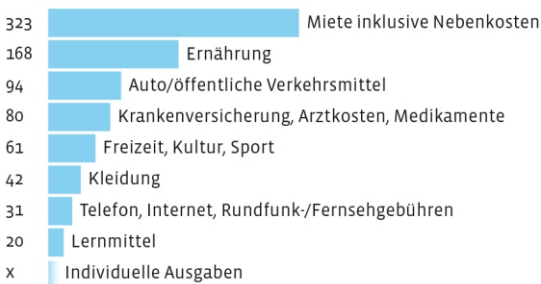 323 Miete inklusive Nebenkosten
168 Ernährung
94 Auto/öffentliche Verkehrsmittel
80 Krankenversicherung, Arztkosten, Medikamente
61 Freizeit, Kultur, Sport
42 Kleidung
31 Telefon, Internet, Rundfunk-/Fernsehgebühren
20 Lernmittel
x Individuelle Ausgaben